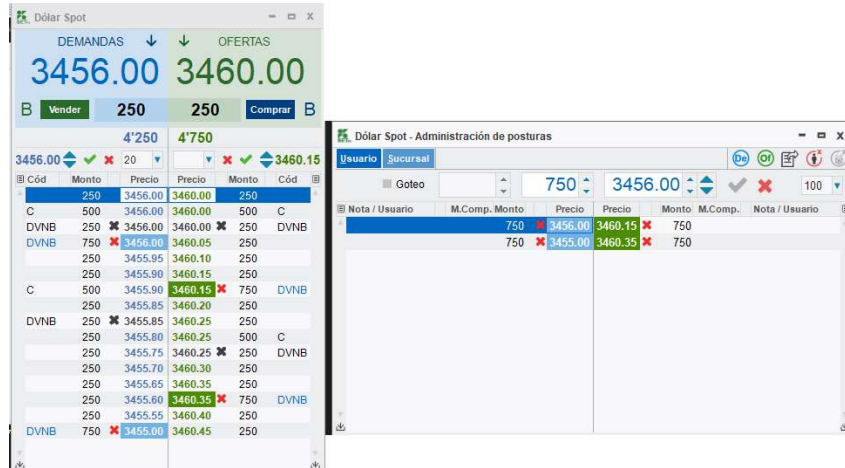 Dólar Spot
DEMANDAS OFERTAS
3456.00 3460.00
B Vender 250 250 Comprar B
4'250 4'750
3456.00 20 3460.15
Cód Monto Precio Precio Monto Cód
250 3456.00 3460.00 250
C 500 3456.00 3460.00 500 C
DVNB 250 3456.00 3460.00 250 DVNB
DVNB 750 3456.00 3460.05 250
250 3455.95 3460.10 250
250 3455.90 3460.15 250
C 500 3455.90 3460.15 750 DVNB
250 3455.85 3460.20 250
DVNB 250 3455.85 3460.25 250
250 3455.80 3460.25 500 C
250 3455.75 3460.25 250 DVNB
250 3455.70 3460.30 250
250 3455.65 3460.35 250
250 3455.60 3460.35 750 DVNB
250 3455.55 3460.40 250
DVNB 750 3455.00 3460.45 250
Dólar Spot - Administración de posturas
Usuario Sucursal De Of
Goteo 750 3456.00 100
Nota / Usuario M.Comp. Monto Precio Precio Monto M.Comp. Nota / Usuario
750 3456.00 3460.15 750
750 3455.00 3460.35 750